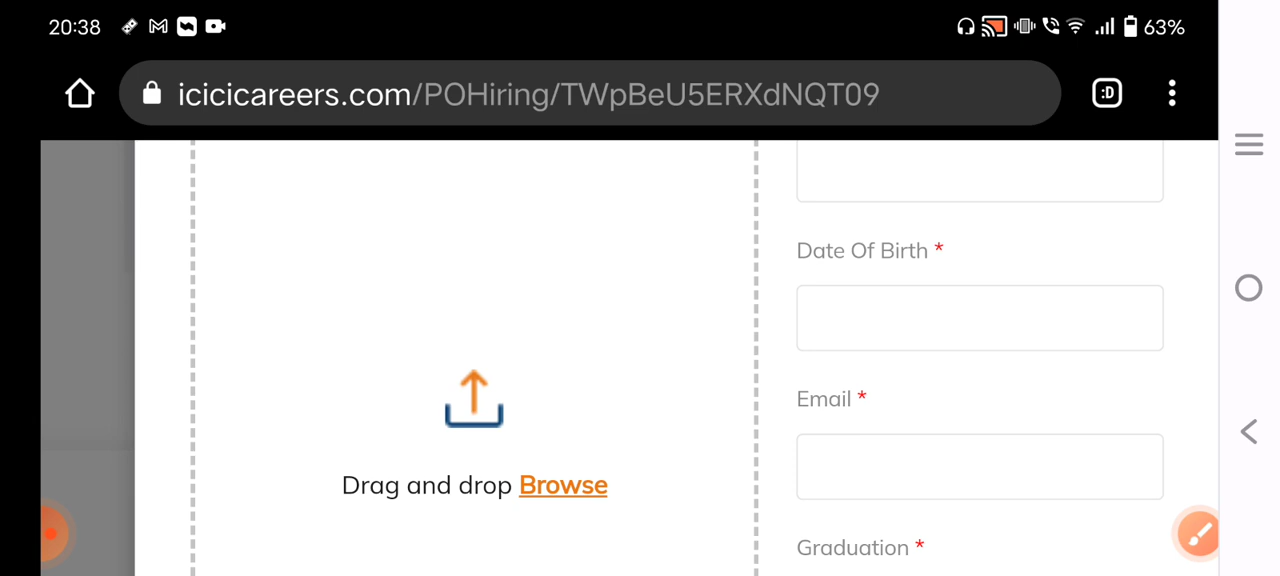 20:38
63%
icicicareers.com/POHiring/TWpBeU5ERXdNQT09
:D
Date Of Birth *
Email *
Drag and drop Browse
Graduation *